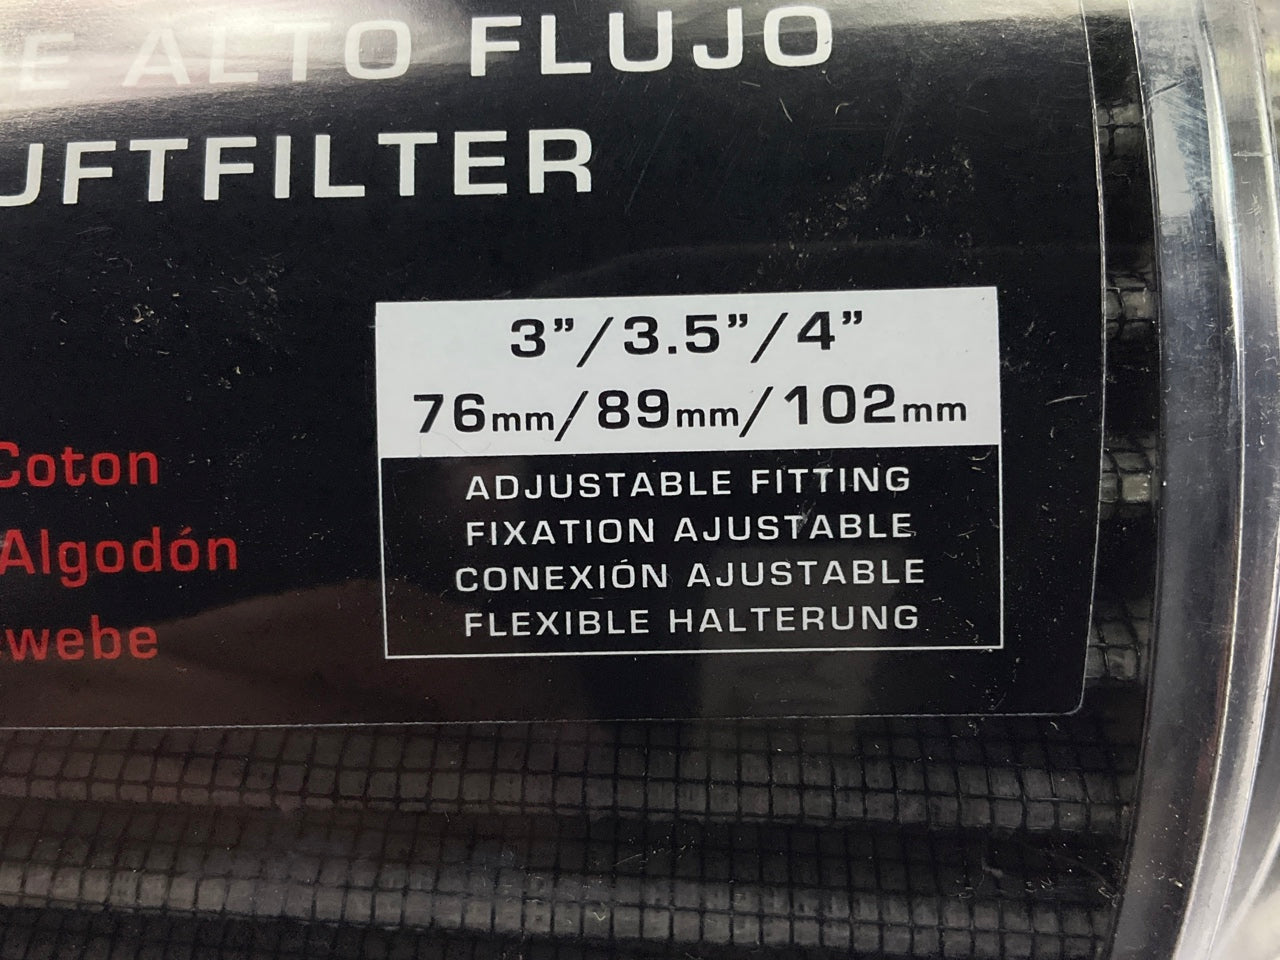 E ALTO FLUJO
UFTFILTER
3”/3.5”/4”
76mm/89mm/102mm
ADJUSTABLE FITTING
FIXATION AJUSTABLE
CONEXIÓN AJUSTABLE
FLEXIBLE HALTERUNG
Coton
Algodón
ewebe